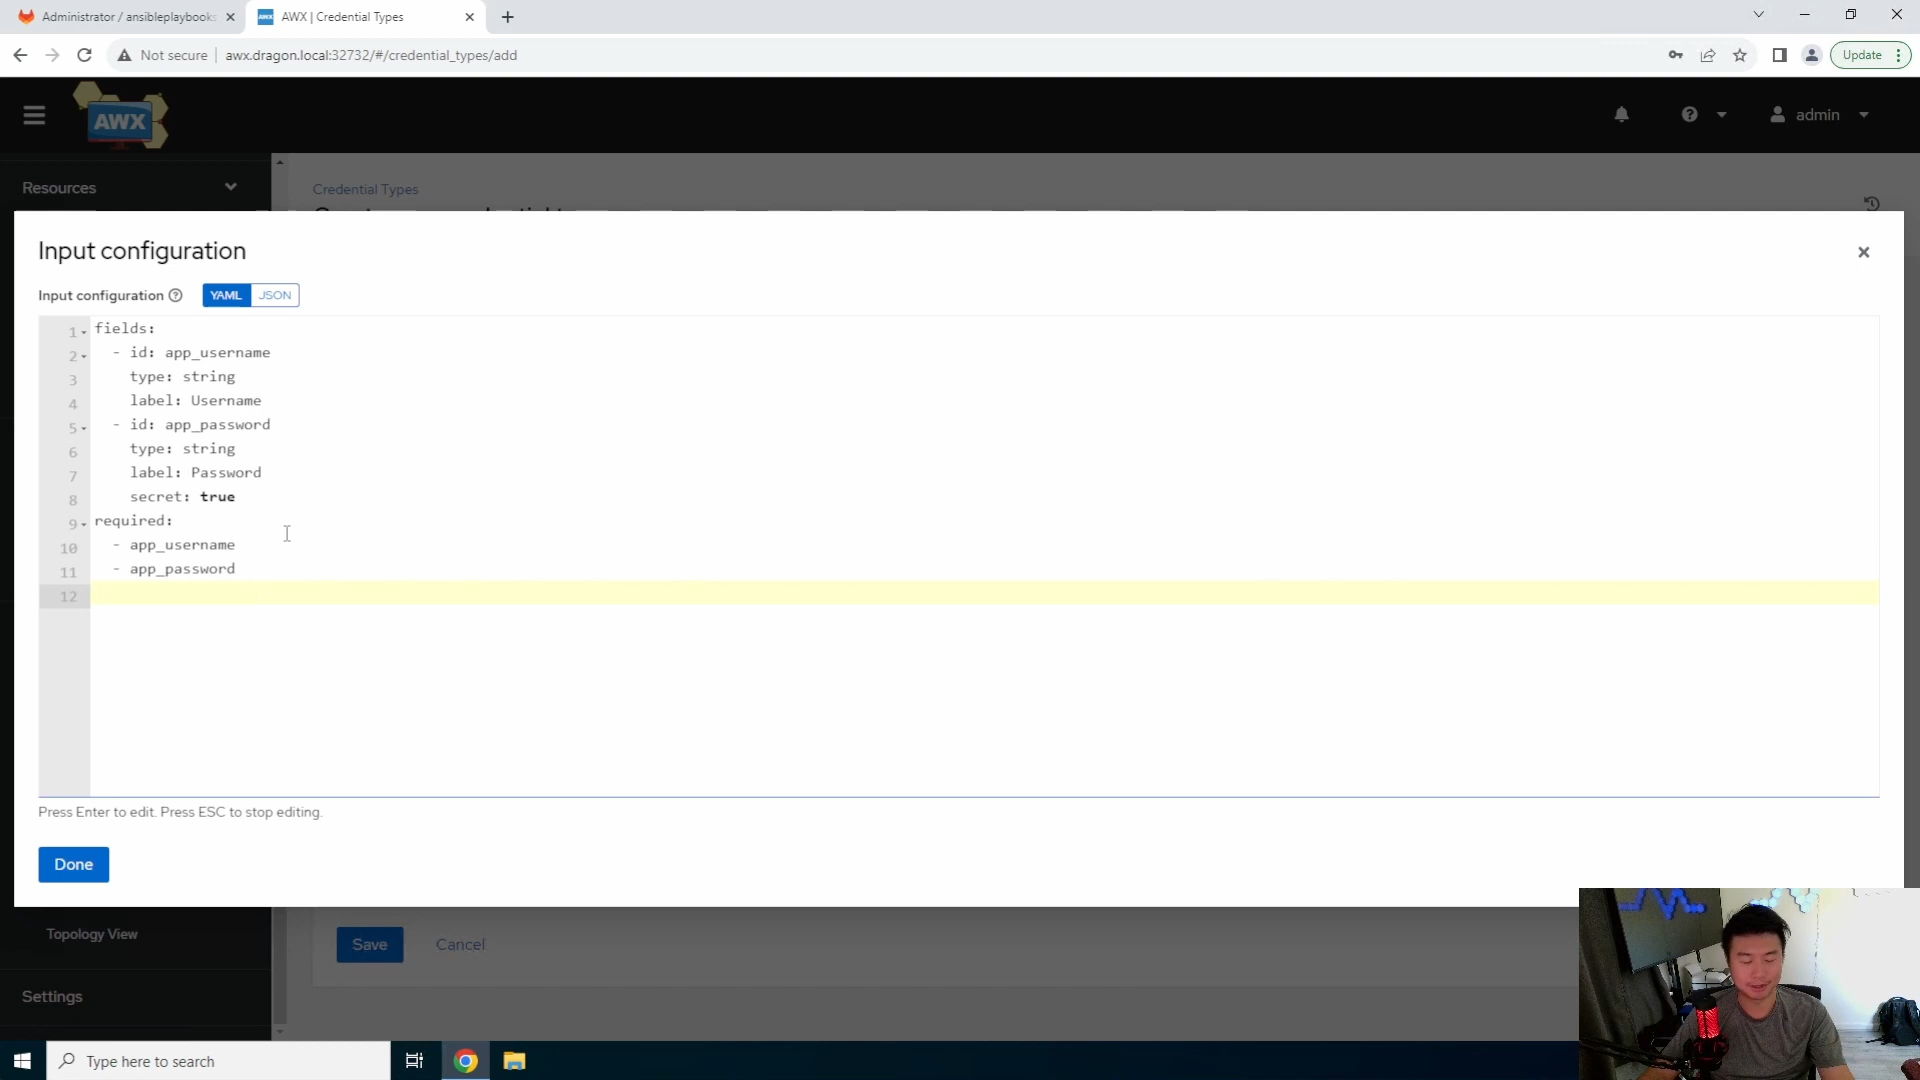 Administrator / ansibleplaybooks
AWX | Credential Types
Not secure
awx.dragon.local:32732/#/credential_types/add
Update
AWX
admin
Resources
Credential Types
Input configuration
Input configuration
YAML
JSON
1 fields:
2 - id: app_username
3 type: string
4 label: Username
5 - id: app_password
6 type: string
7 label: Password
8 secret: true
9 required:
10 - app_username
11 - app_password
12
Press Enter to edit. Press ESC to stop editing.
Done
Topology View
Save
Cancel
Settings
Type here to search